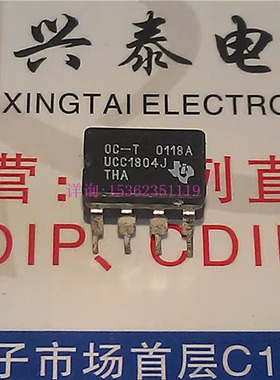 兴泰电
XINGTAI ELECTRO
营：
列直
OC-T 0118A
UCC1804J
THA
详询：15362351119
DIP、CDI
子市场首层C1